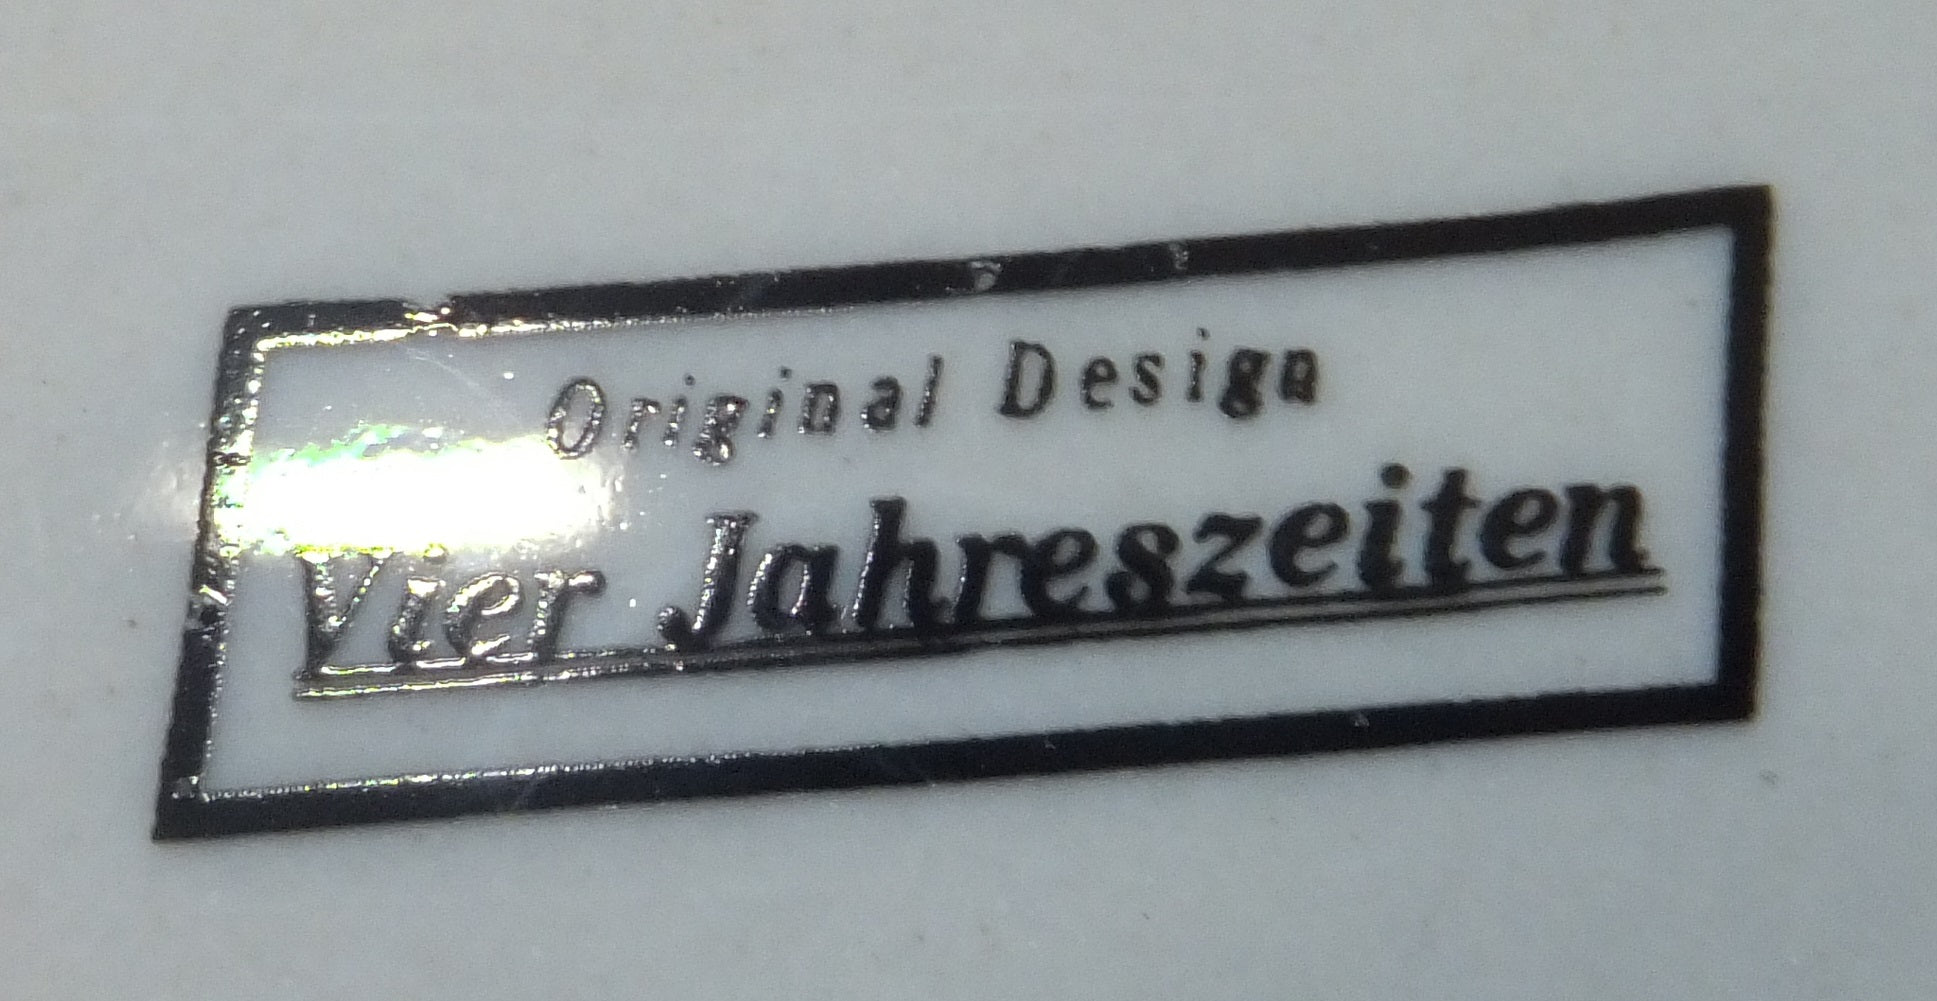 Original Design
Vier Jahreszeiten